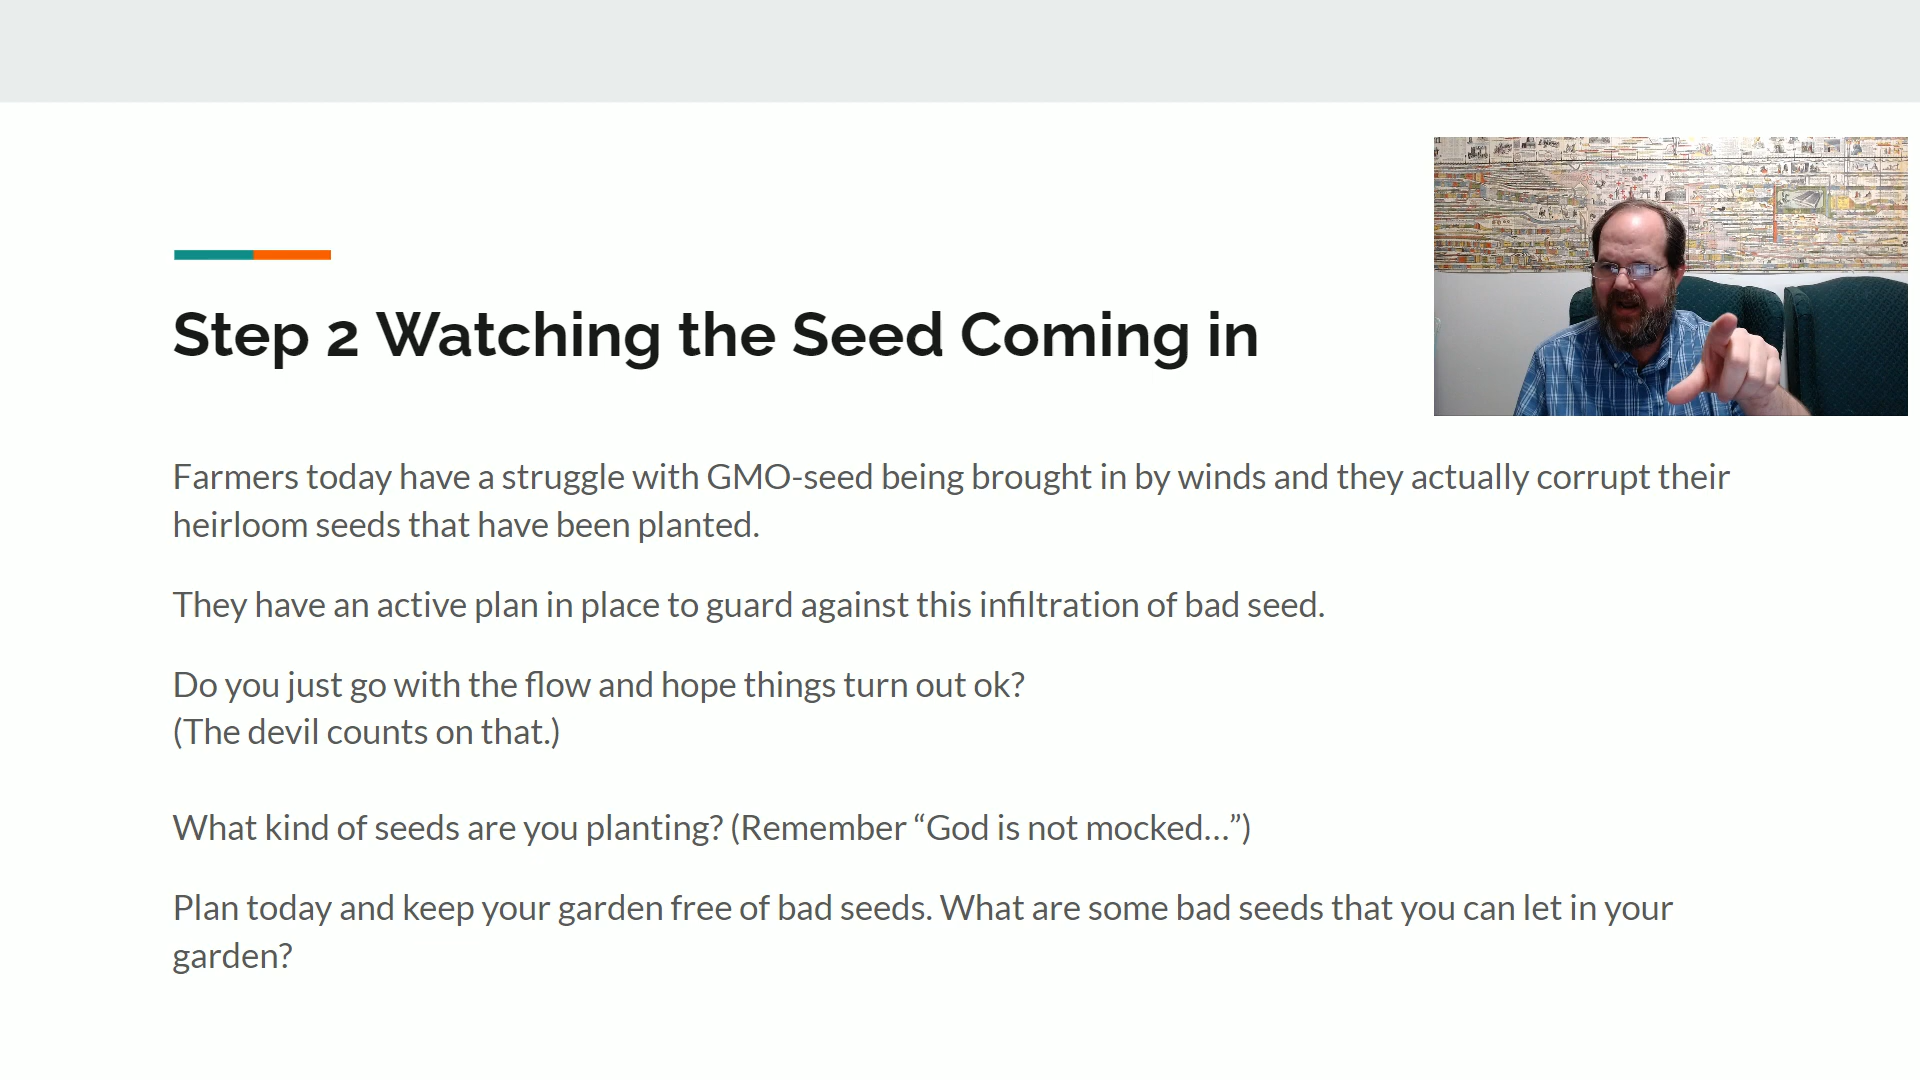 Step 2 Watching the Seed Coming in
Farmers today have a struggle with GMO-seed being brought in by winds and they actually corrupt their
heirloom seeds that have been planted.
They have an active plan in place to guard against this infiltration of bad seed.
Do you just go with the flow and hope things turn out ok?
(The devil counts on that.)
What kind of seeds are you planting? (Remember “God is not mocked…”)
Plan today and keep your garden free of bad seeds. What are some bad seeds that you can let in your
garden?